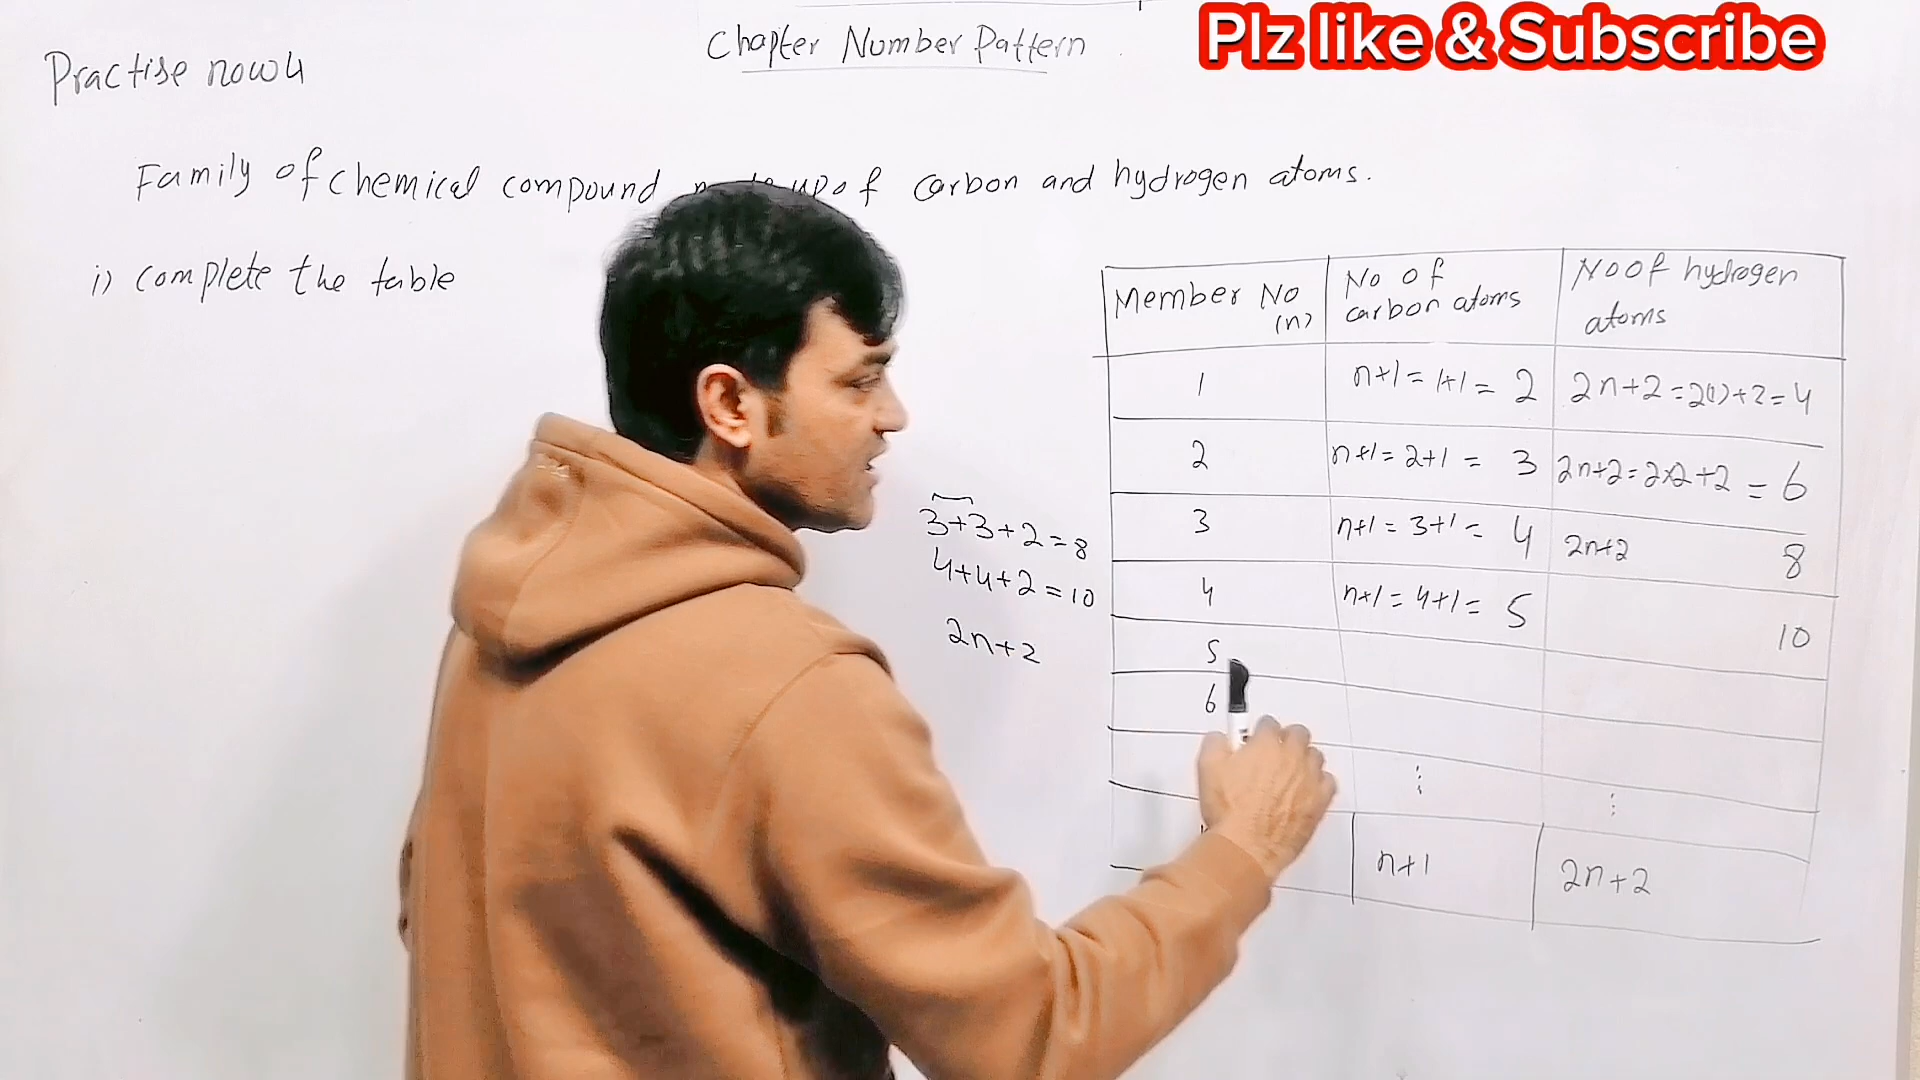 Chapter Number Pattern
Plz like & Subscribe
Practise now 4
Family of chemical compound up of carbon and hydrogen atoms.
i) complete the table
Member No (n)
No of carbon atoms
No of hydrogen atoms
1
n+1 = 1+1 = 2
2n+2 = 2(1)+2 = 4
2
n+1 = 2+1 = 3
2n+2 = 2×2+2 = 6
3
n+1 = 3+1 = 4
2n+2 8
4
n+1 = 4+1 = 5
10
5
6
⋮
⋮
n+1
2n+2
3+3+2=8
4+4+2=10
2n+2